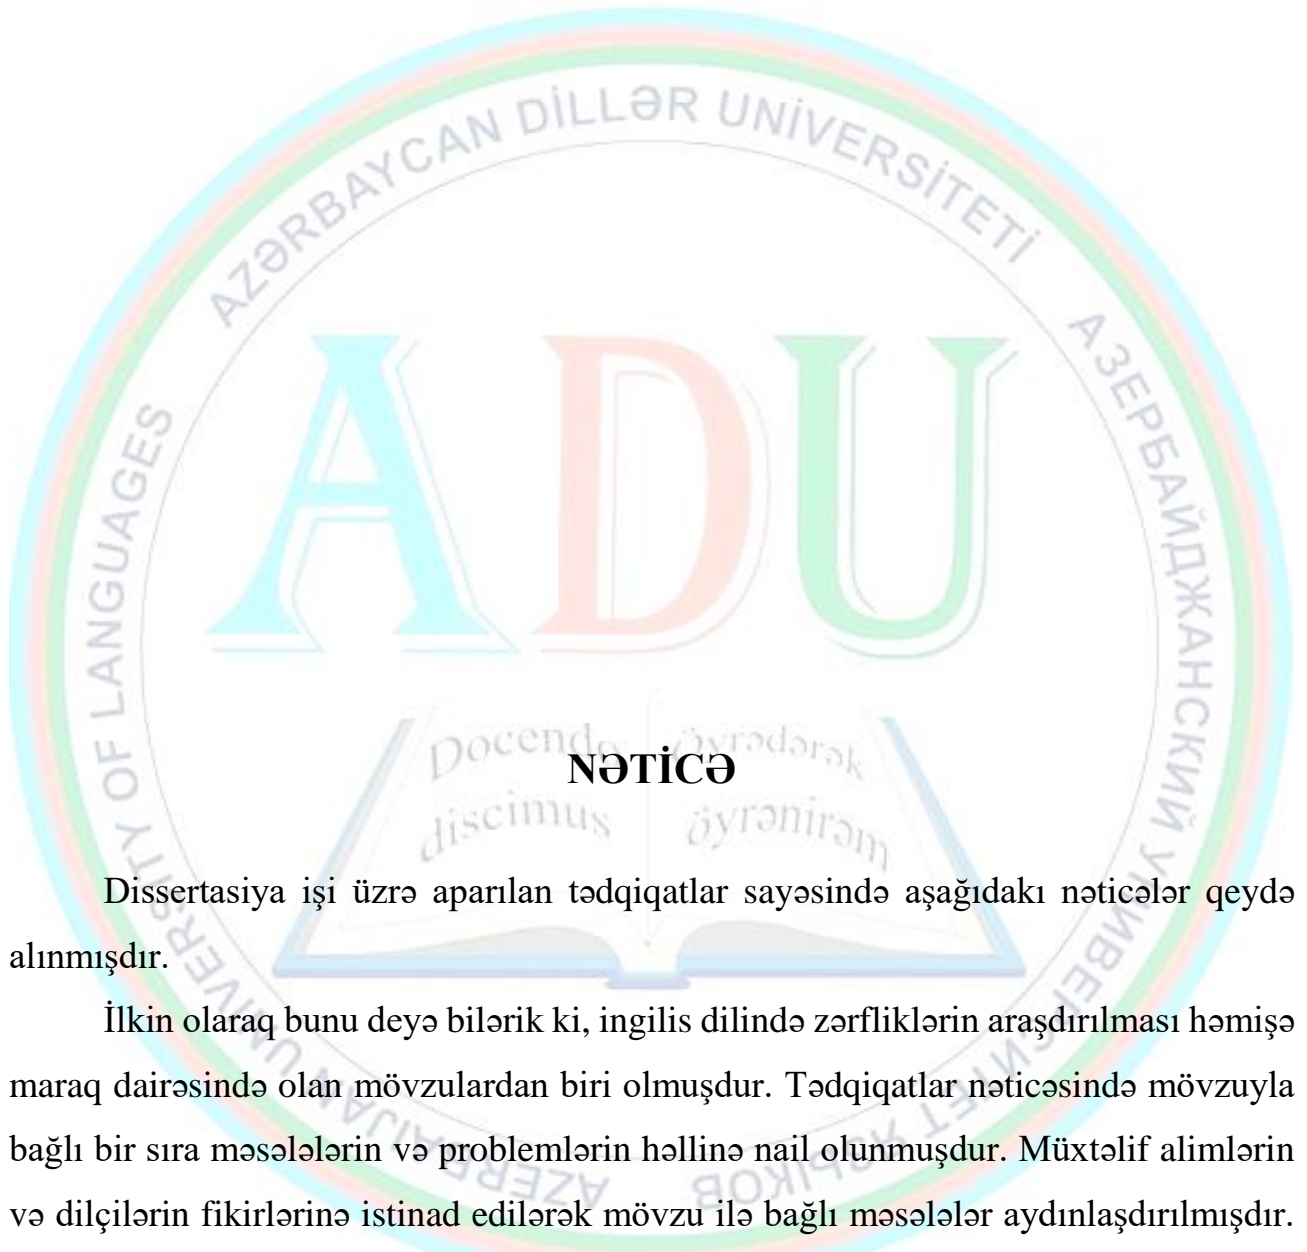 AZƏRBAYCAN DİLLƏR UNİVERSİTETİ
АЗЕРБАЙДЖАНСКИЙ УНИВЕРСИТЕТ ЯЗЫКОВ
AZERBAIJAN UNIVERSITY OF LANGUAGES
ADU
Docendo
discimus
Öyrədərək
öyrənirəm
NƏTİCƏ
Dissertasiya işi üzrə aparılan tədqiqatlar sayəsində aşağıdakı nəticələr qeydə
alınmışdır.
İlkin olaraq bunu deyə bilərik ki, ingilis dilində zərfliklərin araşdırılması həmişə
maraq dairəsində olan mövzulardan biri olmuşdur. Tədqiqatlar nəticəsində mövzuyla
bağlı bir sıra məsələlərin və problemlərin həllinə nail olunmuşdur. Müxtəlif alimlərin
və dilçilərin fikirlərinə istinad edilərək mövzu ilə bağlı məsələlər aydınlaşdırılmışdır.